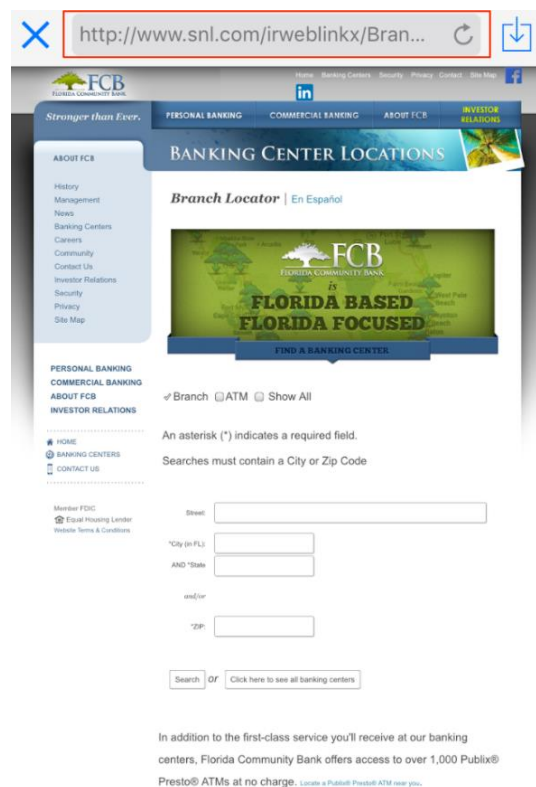 http://www.snl.com/irweblinkx/Bran...
FCB
FLORIDA COMMUNITY BANK
Home Banking Centers Security Privacy Contact Site Map
in
Stronger than Ever.
PERSONAL BANKING COMMERCIAL BANKING ABOUT FCB INVESTOR RELATIONS
ABOUT FCB
BANKING CENTER LOCATIONS
History
Management
News
Banking Centers
Careers
Community
Contact Us
Investor Relations
Security
Privacy
Site Map
Branch Locator | En Español
FCB
FLORIDA COMMUNITY BANK
is
FLORIDA BASED
FLORIDA FOCUSED
FIND A BANKING CENTER
PERSONAL BANKING
COMMERCIAL BANKING
ABOUT FCB
INVESTOR RELATIONS
HOME
BANKING CENTERS
CONTACT US
Member FDIC
Equal Housing Lender
Website Terms & Conditions
Branch ATM Show All
An asterisk (*) indicates a required field.
Searches must contain a City or Zip Code
Street:
*City (in FL):
AND *State
and/or
*ZIP:
Search or Click here to see all banking centers
In addition to the first-class service you'll receive at our banking
centers, Florida Community Bank offers access to over 1,000 Publix®
Presto® ATMs at no charge. Locate a Publix® Presto® ATM near you.